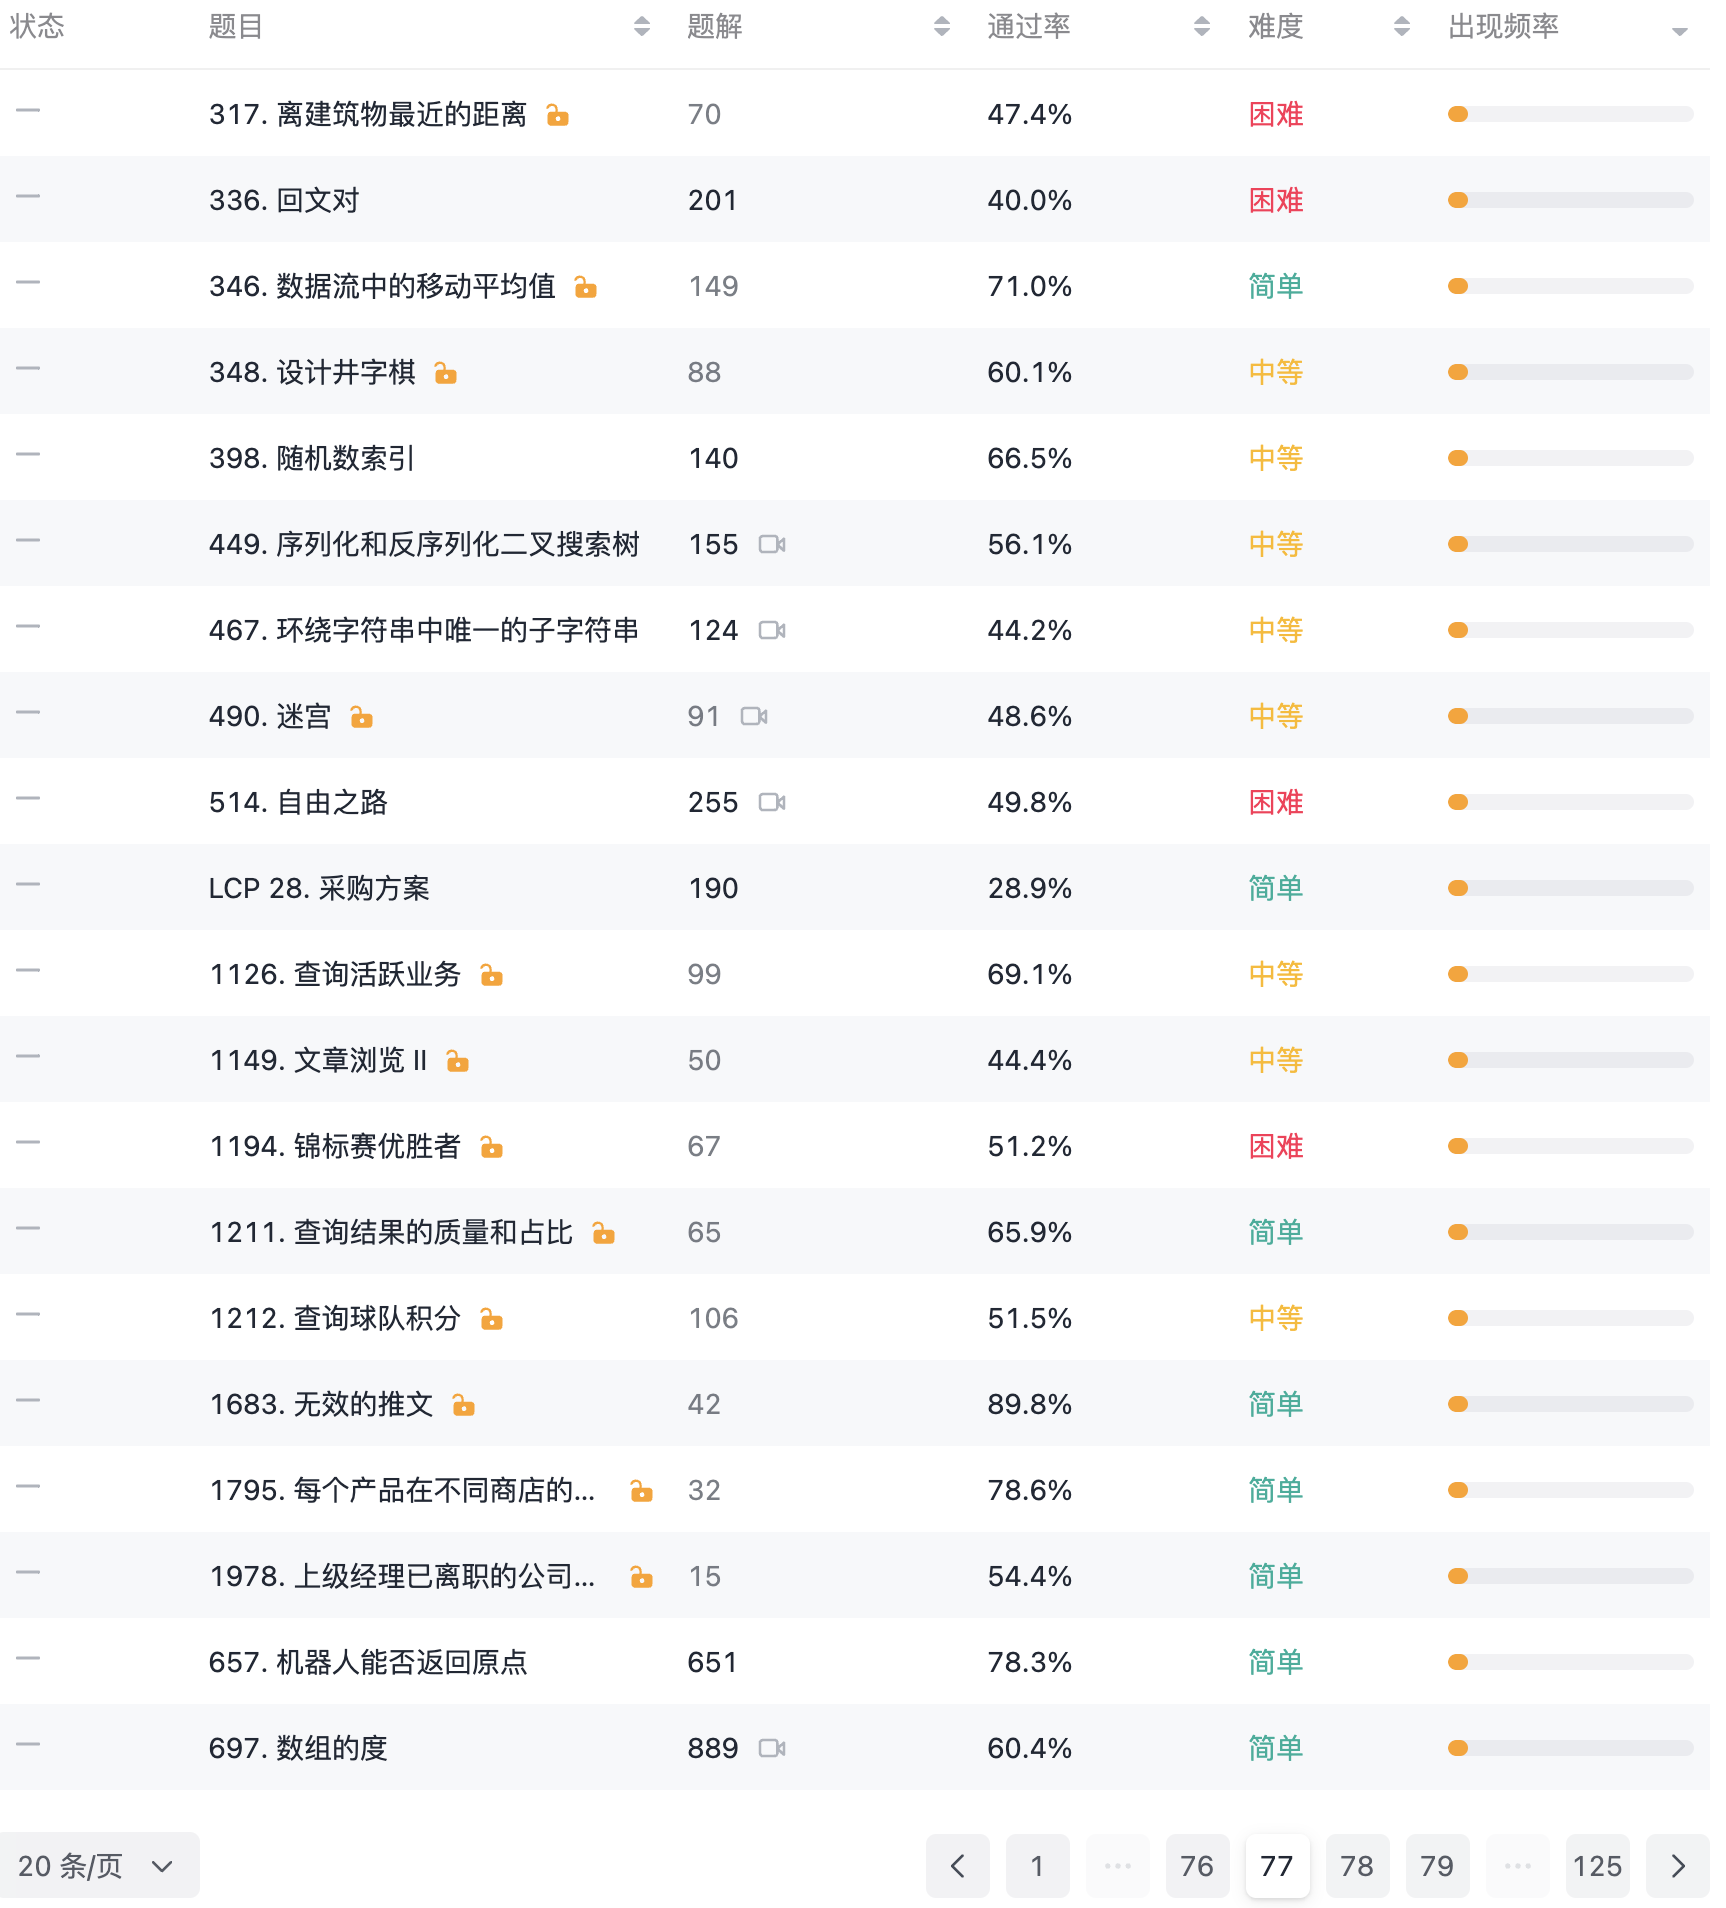 状态 题目 题解 通过率 难度 出现频率
317. 离建筑物最近的距离 70 47.4% 困难
336. 回文对 201 40.0% 困难
346. 数据流中的移动平均值 149 71.0% 简单
348. 设计井字棋 88 60.1% 中等
398. 随机数索引 140 66.5% 中等
449. 序列化和反序列化二叉搜索树 155 56.1% 中等
467. 环绕字符串中唯一的子字符串 124 44.2% 中等
490. 迷宫 91 48.6% 中等
514. 自由之路 255 49.8% 困难
LCP 28. 采购方案 190 28.9% 简单
1126. 查询活跃业务 99 69.1% 中等
1149. 文章浏览 II 50 44.4% 中等
1194. 锦标赛优胜者 67 51.2% 困难
1211. 查询结果的质量和占比 65 65.9% 简单
1212. 查询球队积分 106 51.5% 中等
1683. 无效的推文 42 89.8% 简单
1795. 每个产品在不同商店的... 32 78.6% 简单
1978. 上级经理已离职的公司... 15 54.4% 简单
657. 机器人能否返回原点 651 78.3% 简单
697. 数组的度 889 60.4% 简单
20 条/页 1 ... 76 77 78 79 ... 125